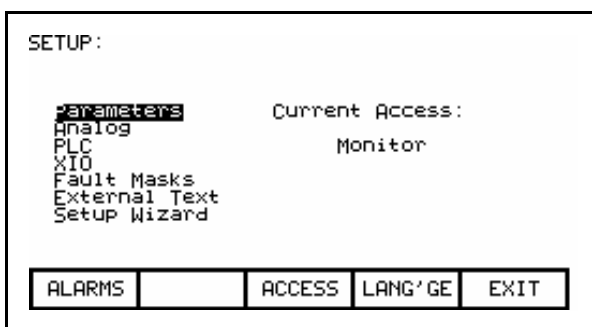 SETUP:
Parameters
Analog
PLC
XIO
Fault Masks
External Text
Setup Wizard
Current Access:
Monitor
ALARMS ACCESS LANG'GE EXIT